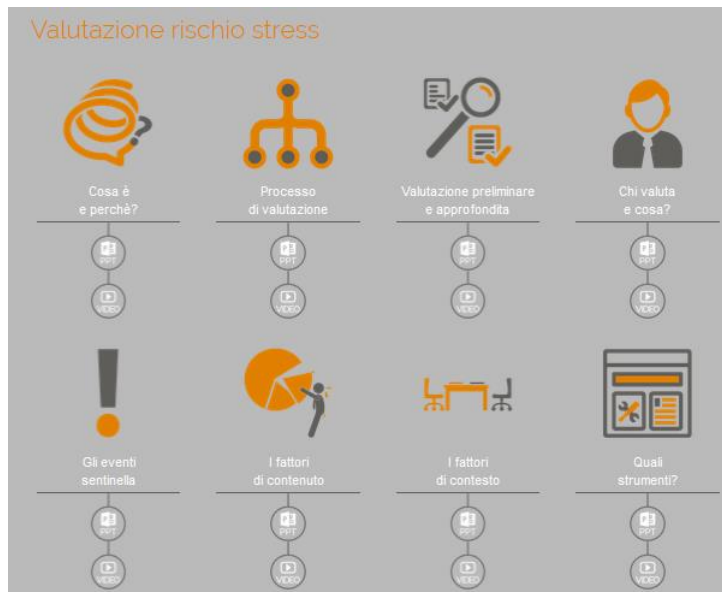 Valutazione rischio stress
Cosa è
e perchè?
Processo
di valutazione
Valutazione preliminare
e approfondita
Chi valuta
e cosa?
PPT
PPT
PPT
PPT
VIDEO
VIDEO
VIDEO
VIDEO
Gli eventi
sentinella
I fattori
di contenuto
I fattori
di contesto
Quali
strumenti?
PPT
PPT
PPT
PPT
VIDEO
VIDEO
VIDEO
VIDEO